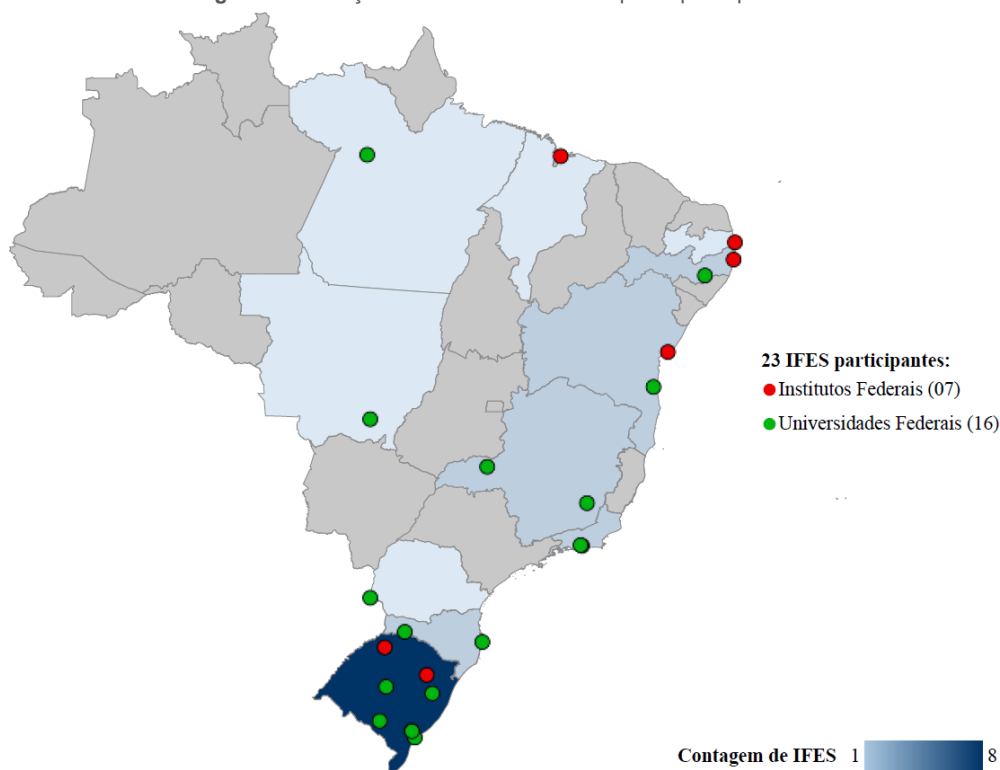 23 IFES participantes:
Institutos Federais (07)
Universidades Federais (16)
Contagem de IFES 1 8